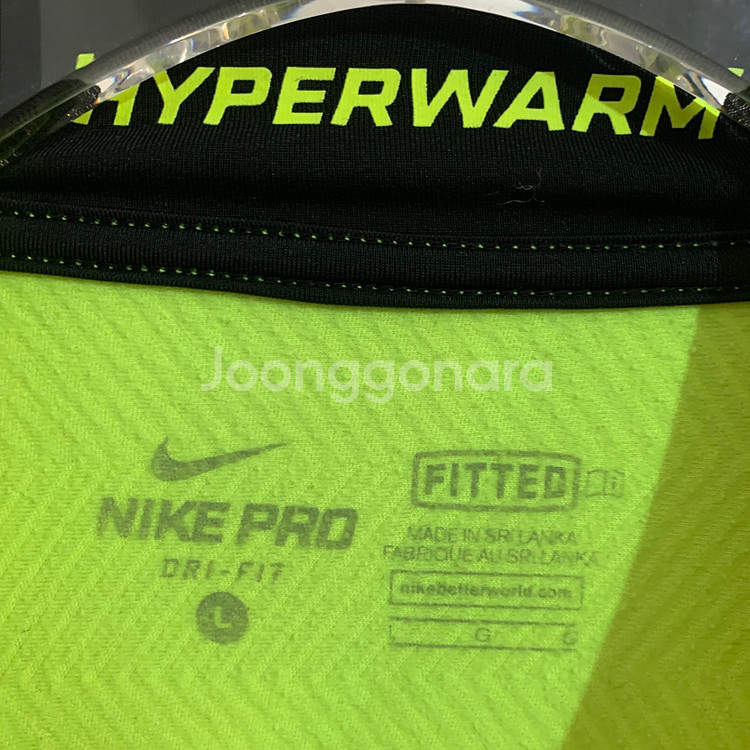 HYPERWARM
Joonggonara
NIKE PRO
DRI-FIT
L
FITTED
MADE IN SRI LANKA
FABRIQUE AU SRI LANKA
nikebetterworld.com
G G